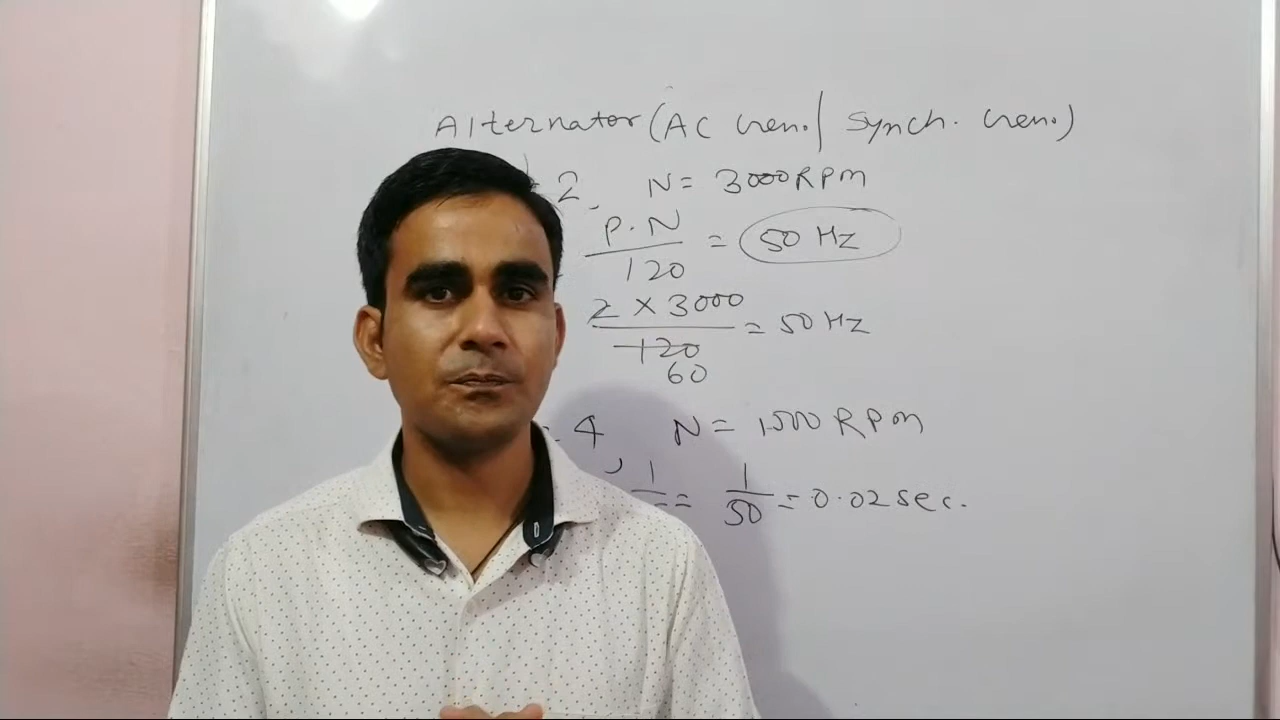 Alternator (AC Gen. | Synch. Gen.)
2, N = 3000 RPM
P.N
120
= 50 Hz
2 X 3000
120
60
= 50 Hz
= 4, N = 1500 RPM
1
= 1
50
= 0.02 sec.